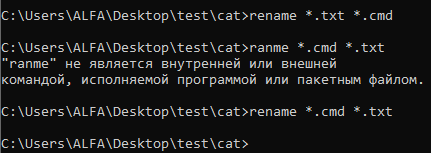 C:\Users\ALFA\Desktop\test\cat>rename *.txt *.cmd
C:\Users\ALFA\Desktop\test\cat>ranme *.cmd *.txt
"ranme" не является внутренней или внешней
командой, исполняемой программой или пакетным файлом.
C:\Users\ALFA\Desktop\test\cat>rename *.cmd *.txt
C:\Users\ALFA\Desktop\test\cat>